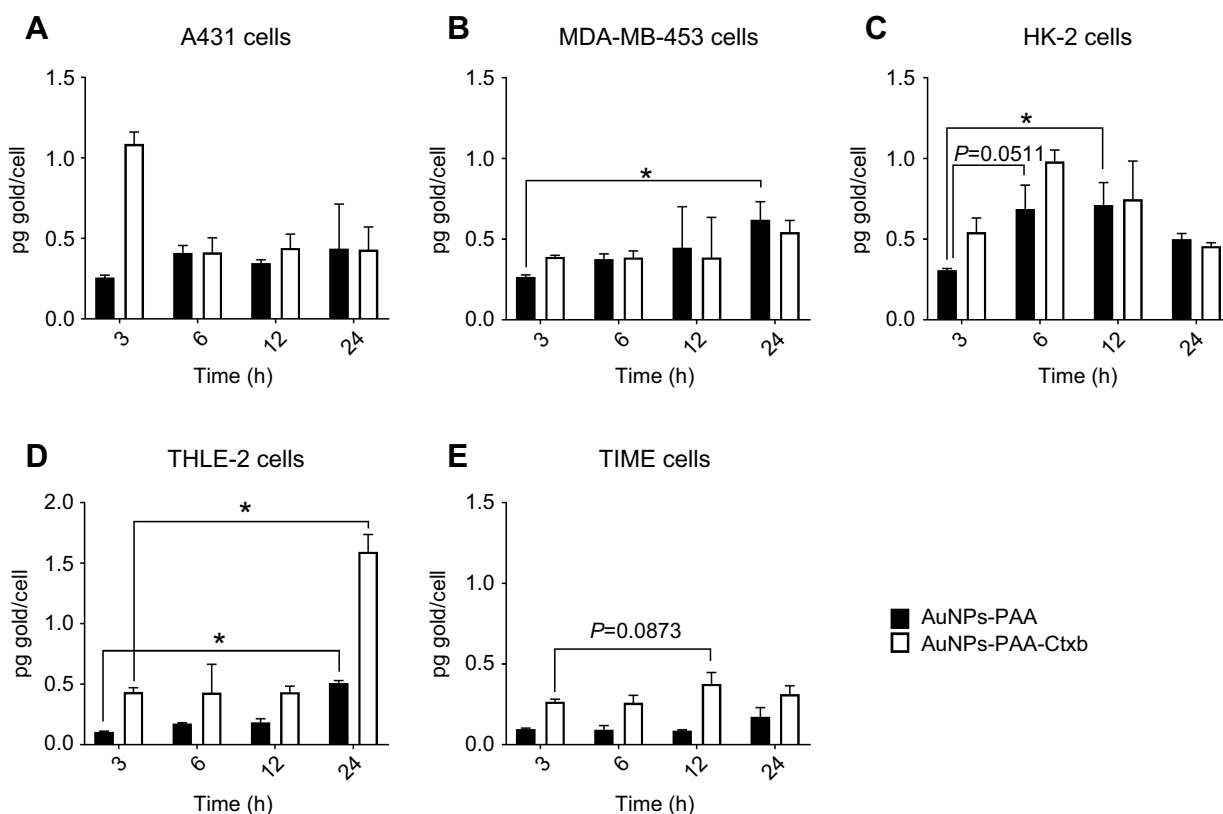 A
A431 cells
pg gold/cell
1.5
1.0
0.5
0.0
3
6
12
24
Time (h)
B
MDA-MB-453 cells
pg gold/cell
1.5
1.0
0.5
0.0
*
3
6
12
24
Time (h)
C
HK-2 cells
pg gold/cell
1.5
1.0
0.5
0.0
*
P=0.0511
3
6
12
24
Time (h)
D
THLE-2 cells
pg gold/cell
2.0
1.5
1.0
0.5
0.0
*
*
3
6
12
24
Time (h)
E
TIME cells
pg gold/cell
1.5
1.0
0.5
0.0
P=0.0873
3
6
12
24
Time (h)
AuNPs-PAA
AuNPs-PAA-Ctxb